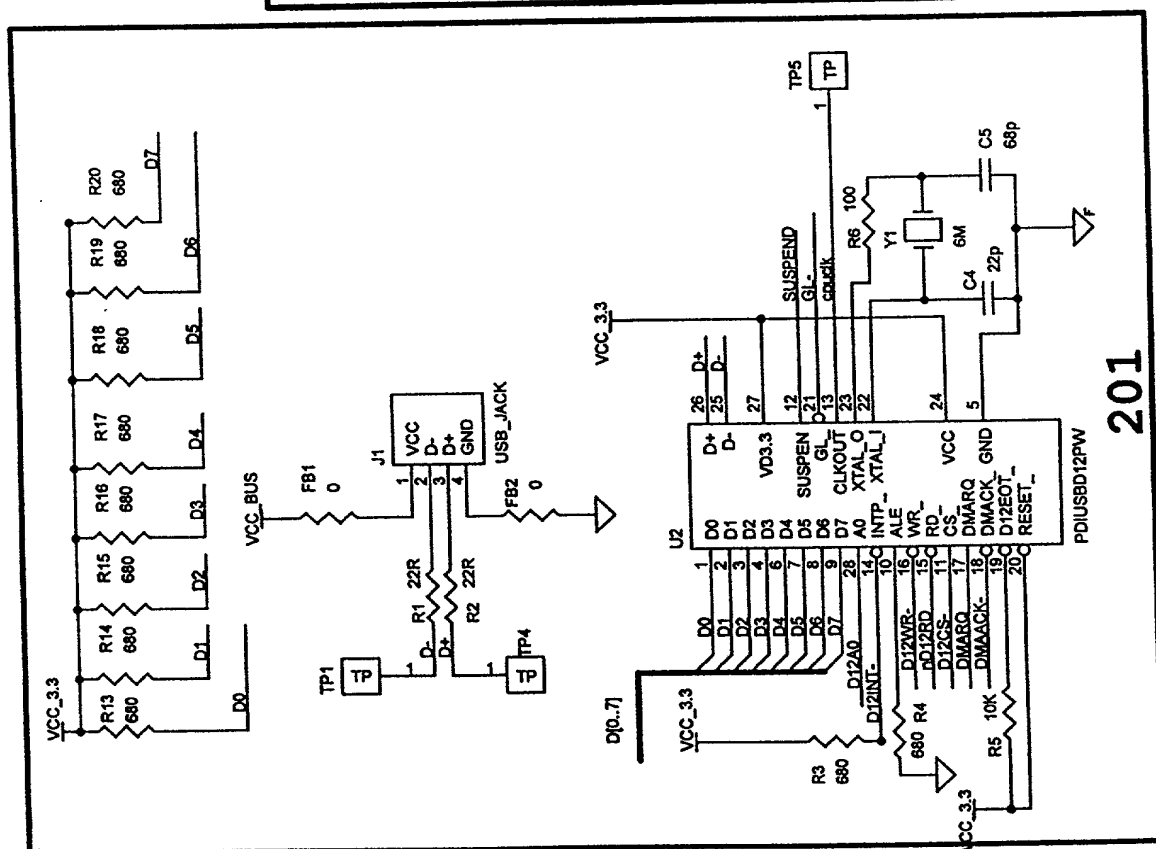 VCC_3.3
R13
680
D0
R14
680
D1
R15
680
D2
R16
680
D3
R17
680
D4
R18
680
D5
R19
680
D6
R20
680
D7
VCC_BUS
FB1
0
J1
VCC
D-
D+
GND
1
2
3
4
USB_JACK
FB2
0
R1
22R
R2
22R
D-
D+
TP1
TP
1
TP4
TP
1
TP5
TP
1
VCC_3.3
D+
D-
SUSPEND
GL-
cpuclk
R6
100
Y1
6M
C4
22p
C5
68p
F
U2
1 D0
2 D1
3 D2
4 D3
6 D4
7 D5
8 D6
9 D7
28 A0
14 INTP_
10 ALE
16 WR_
15 RD_
11 CS_
17 DMARQ
18 DMACK_
19 D12EOT_
20 RESET_
D+ 26
D- 25
VD3.3 27
SUSPEN 12
GL_ 21
CLKOUT 13
XTAL_O 23
XTAL_I 22
VCC 24
GND 5
PDIUSBD12PW
D0
D1
D2
D3
D4
D5
D6
D7
D[0..7]
D12A0
D12INT-
D12WR-
nD12RD
D12CS-
DMARQ
DMAACK-
VCC_3.3
R3
680
R4
680
R5
10K
VCC_3.3
201